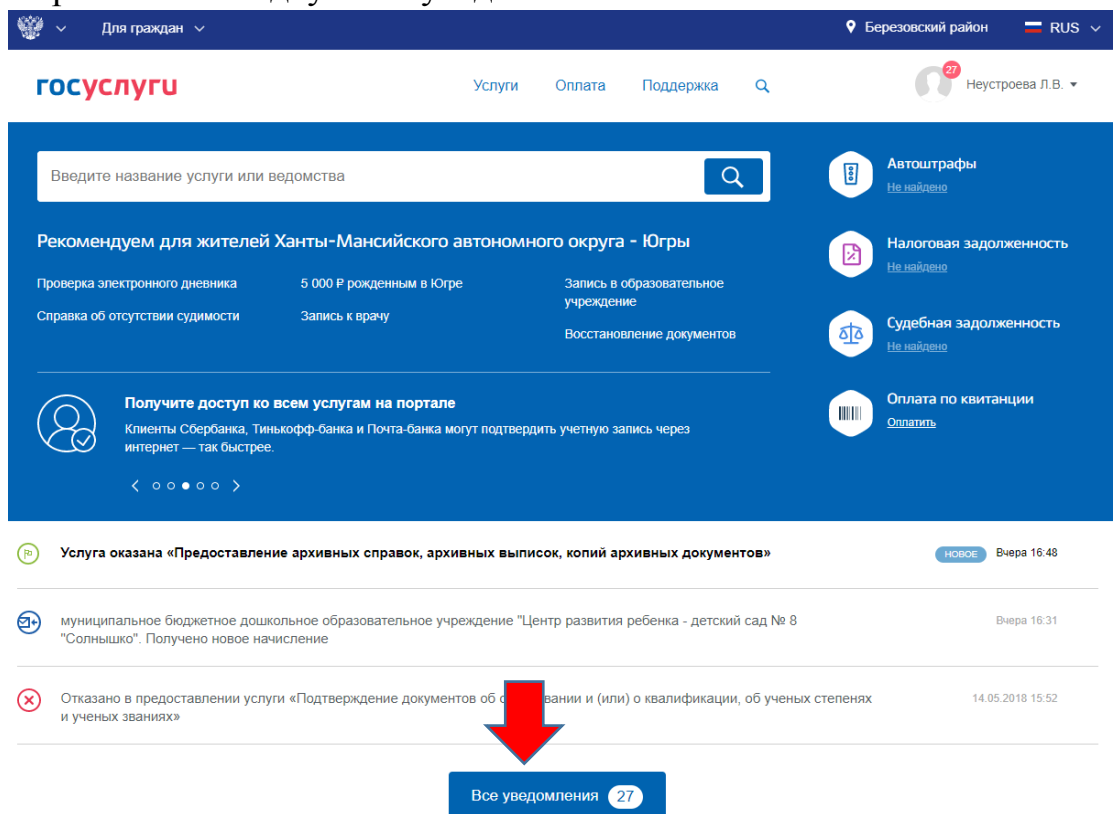 Для граждан
Березовский район
RUS
госуслуги
Услуги
Оплата
Поддержка
27
Неустроева Л.В.
Введите название услуги или ведомства
Рекомендуем для жителей Ханты-Мансийского автономного округа - Югры
Проверка электронного дневника
5 000 ₽ рожденным в Югре
Запись в образовательное
учреждение
Справка об отсутствии судимости
Запись к врачу
Восстановление документов
Получите доступ ко всем услугам на портале
Клиенты Сбербанка, Тинькофф-банка и Почта-банка могут подтвердить учетную запись через
интернет — так быстрее.
Автоштрафы
Не найдено
Налоговая задолженность
Не найдено
Судебная задолженность
Не найдено
Оплата по квитанции
Оплатить
Услуга оказана «Предоставление архивных справок, архивных выписок, копий архивных документов»
НОВОЕ Вчера 16:48
муниципальное бюджетное дошкольное образовательное учреждение "Центр развития ребенка - детский сад № 8
"Солнышко". Получено новое начисление
Вчера 16:31
Отказано в предоставлении услуги «Подтверждение документов об вании и (или) о квалификации, об ученых степенях
и ученых званиях»
14.05.2018 15:52
Все уведомления 27